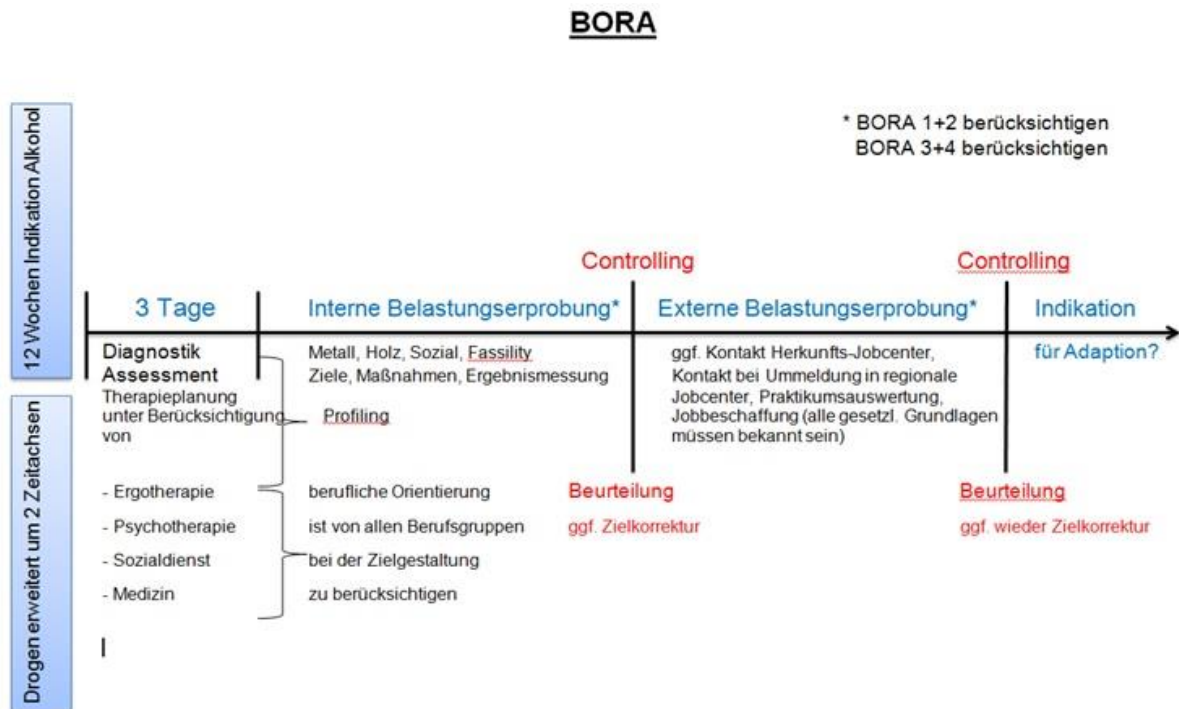 BORA
12 Wochen Indikation Alkohol
Drogen erweitert um 2 Zeitachsen
* BORA 1+2 berücksichtigen
BORA 3+4 berücksichtigen
Controlling
Controlling
3 Tage
Interne Belastungserprobung*
Externe Belastungserprobung*
Indikation
für Adaption?
Diagnostik
Assessment
Therapieplanung
unter Berücksichtigung
von
Metall, Holz, Sozial, Fassility
Ziele, Maßnahmen, Ergebnismessung
Profiling
ggf. Kontakt Herkunfts-Jobcenter,
Kontakt bei Ummeldung in regionale
Jobcenter, Praktikumsauswertung,
Jobbeschaffung (alle gesetzl. Grundlagen
müssen bekannt sein)
- Ergotherapie
- Psychotherapie
- Sozialdienst
- Medizin
berufliche Orientierung
ist von allen Berufsgruppen
bei der Zielgestaltung
zu berücksichtigen
Beurteilung
ggf. Zielkorrektur
Beurteilung
ggf. wieder Zielkorrektur